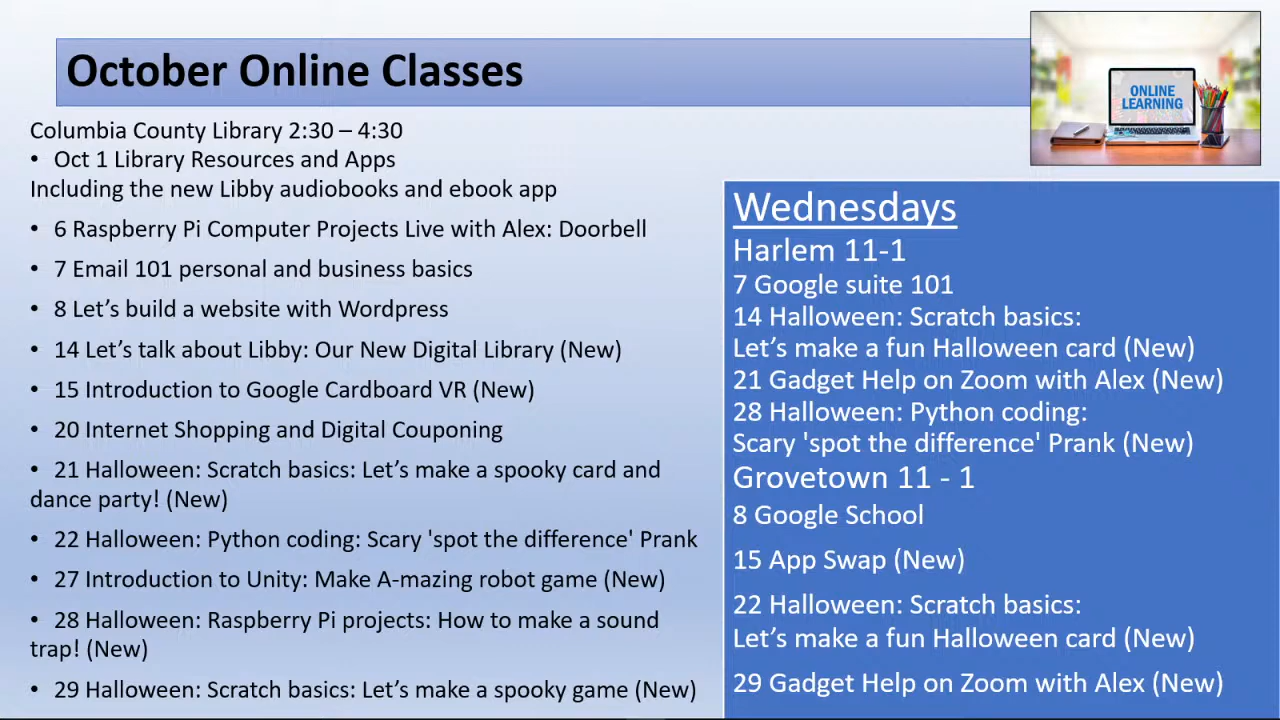 October Online Classes
ONLINE
LEARNING
Columbia County Library 2:30 – 4:30
• Oct 1 Library Resources and Apps
Including the new Libby audiobooks and ebook app
• 6 Raspberry Pi Computer Projects Live with Alex: Doorbell
• 7 Email 101 personal and business basics
• 8 Let’s build a website with Wordpress
• 14 Let’s talk about Libby: Our New Digital Library (New)
• 15 Introduction to Google Cardboard VR (New)
• 20 Internet Shopping and Digital Couponing
• 21 Halloween: Scratch basics: Let’s make a spooky card and
dance party! (New)
• 22 Halloween: Python coding: Scary 'spot the difference' Prank
• 27 Introduction to Unity: Make A-mazing robot game (New)
• 28 Halloween: Raspberry Pi projects: How to make a sound
trap! (New)
• 29 Halloween: Scratch basics: Let’s make a spooky game (New)
Wednesdays
Harlem 11-1
7 Google suite 101
14 Halloween: Scratch basics:
Let’s make a fun Halloween card (New)
21 Gadget Help on Zoom with Alex (New)
28 Halloween: Python coding:
Scary 'spot the difference' Prank (New)
Grovetown 11 - 1
8 Google School
15 App Swap (New)
22 Halloween: Scratch basics:
Let’s make a fun Halloween card (New)
29 Gadget Help on Zoom with Alex (New)